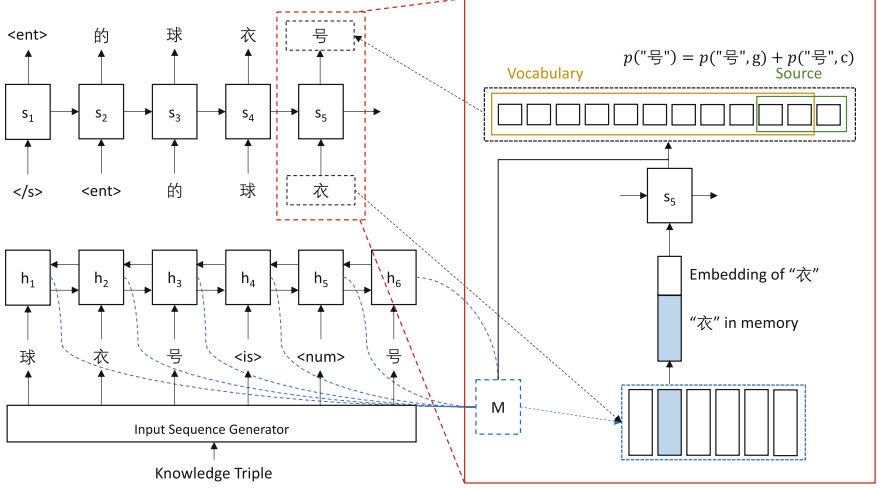 <ent> 的 球 衣 号
s1 s2 s3 s4 s5
</s> <ent> 的 球 衣
h1 h2 h3 h4 h5 h6
球 衣 号 <is> <num> 号
Input Sequence Generator
Knowledge Triple
M
p("号") = p("号", g) + p("号", c)
Vocabulary Source
s5
Embedding of “衣”
“衣” in memory